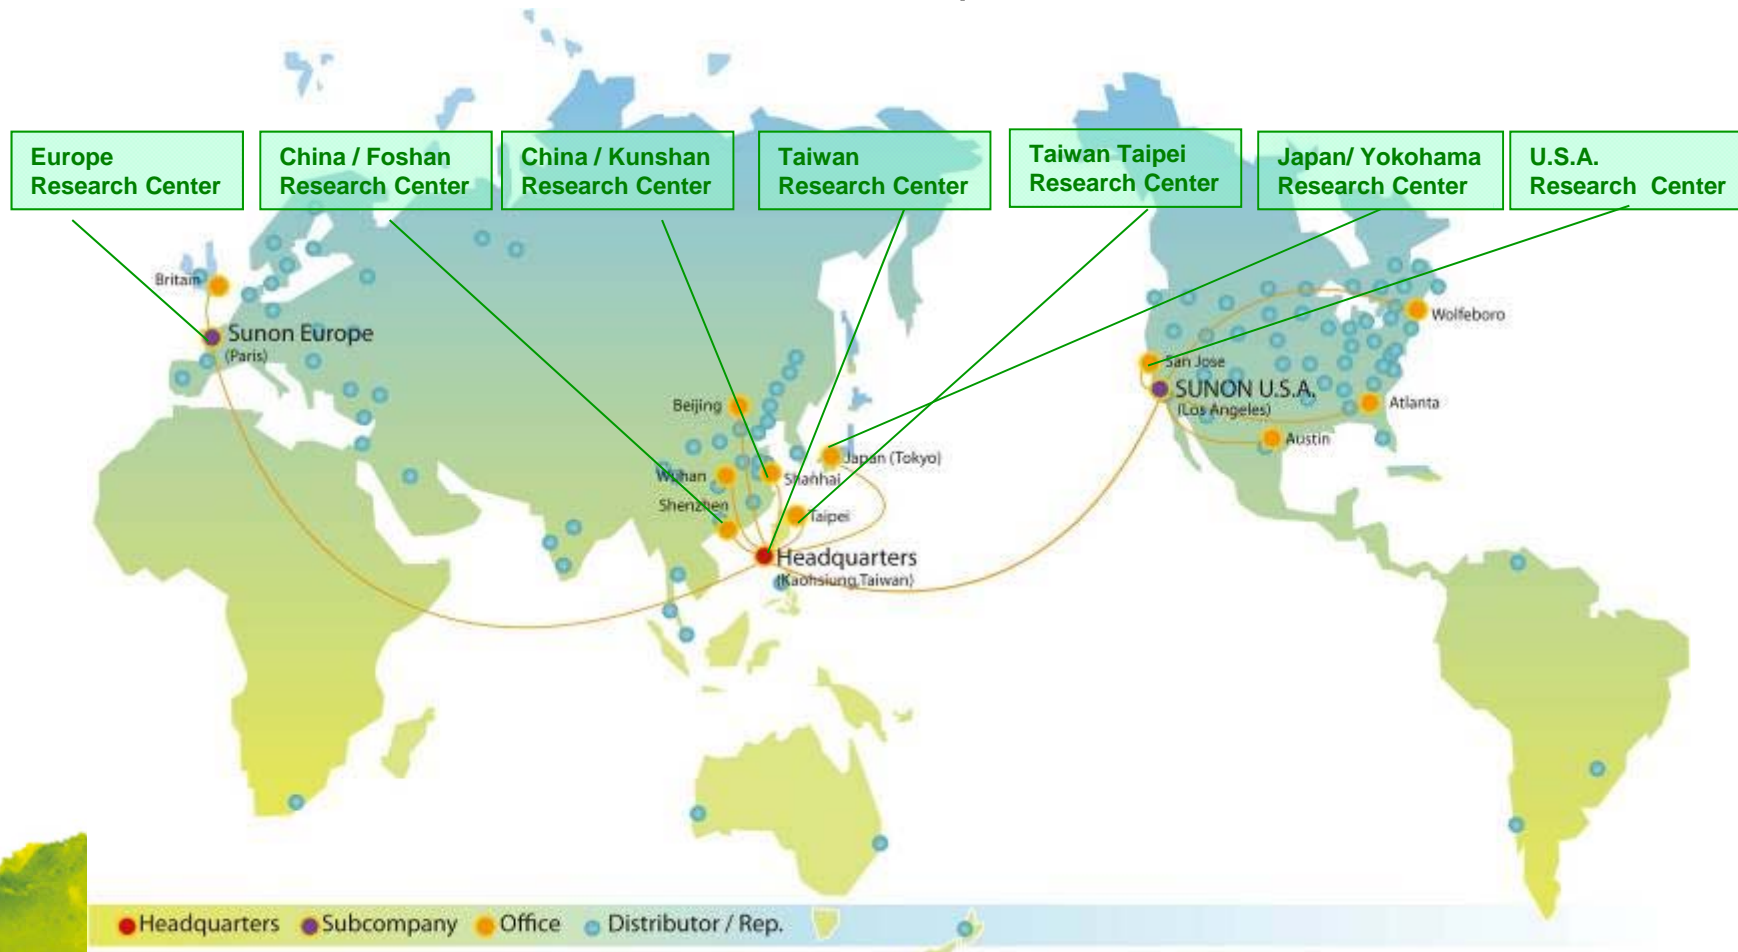 Europe
Research Center
China / Foshan
Research Center
China / Kunshan
Research Center
Taiwan
Research Center
Taiwan Taipei
Research Center
Japan/ Yokohama
Research Center
U.S.A.
Research Center
Britain
Sunon Europe
(Paris)
Beijing
Wuhan
Shanhai
Shenzhen
Japan (Tokyo)
Taipei
Headquarters
(Kaohsiung,Taiwan)
Wolfeboro
San Jose
SUNON U.S.A.
(Los Angeles)
Atlanta
Austin
Headquarters
Subcompany
Office
Distributor / Rep.